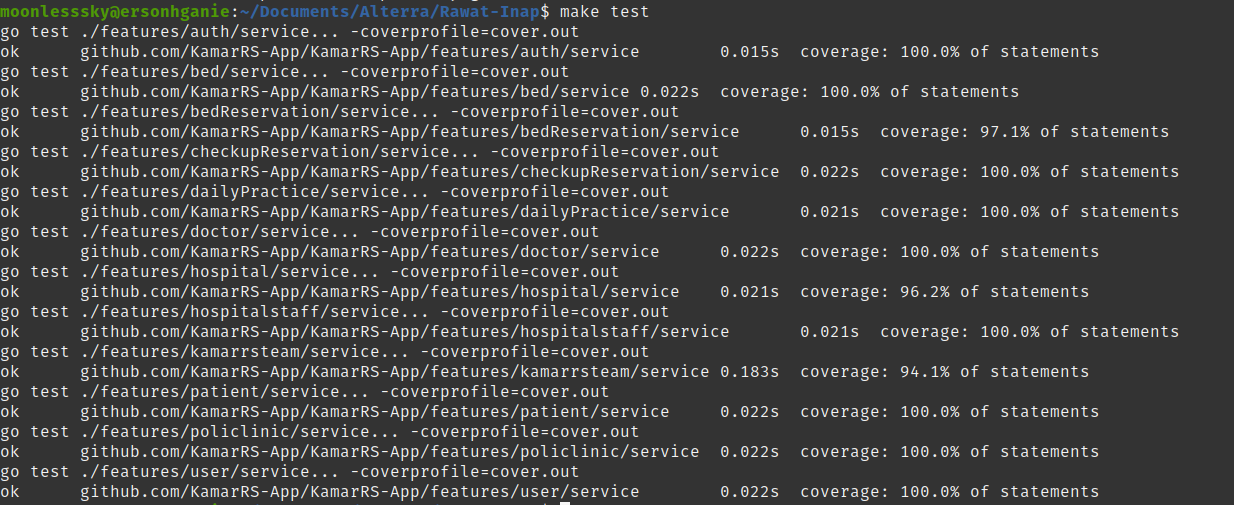 moonlesssky@ersonhganie:~/Documents/Alterra/Rawat-Inap$ make test
go test ./features/auth/service... -coverprofile=cover.out
ok      github.com/KamarRS-App/KamarRS-App/features/auth/service        0.015s  coverage: 100.0% of statements
go test ./features/bed/service... -coverprofile=cover.out
ok      github.com/KamarRS-App/KamarRS-App/features/bed/service 0.022s  coverage: 100.0% of statements
go test ./features/bedReservation/service... -coverprofile=cover.out
ok      github.com/KamarRS-App/KamarRS-App/features/bedReservation/service      0.015s  coverage: 97.1% of statements
go test ./features/checkupReservation/service... -coverprofile=cover.out
ok      github.com/KamarRS-App/KamarRS-App/features/checkupReservation/service  0.022s  coverage: 100.0% of statements
go test ./features/dailyPractice/service... -coverprofile=cover.out
ok      github.com/KamarRS-App/KamarRS-App/features/dailyPractice/service       0.021s  coverage: 100.0% of statements
go test ./features/doctor/service... -coverprofile=cover.out
ok      github.com/KamarRS-App/KamarRS-App/features/doctor/service      0.022s  coverage: 100.0% of statements
go test ./features/hospital/service... -coverprofile=cover.out
ok      github.com/KamarRS-App/KamarRS-App/features/hospital/service    0.021s  coverage: 96.2% of statements
go test ./features/hospitalstaff/service... -coverprofile=cover.out
ok      github.com/KamarRS-App/KamarRS-App/features/hospitalstaff/service       0.021s  coverage: 100.0% of statements
go test ./features/kamarrsteam/service... -coverprofile=cover.out
ok      github.com/KamarRS-App/KamarRS-App/features/kamarrsteam/service 0.183s  coverage: 94.1% of statements
go test ./features/patient/service... -coverprofile=cover.out
ok      github.com/KamarRS-App/KamarRS-App/features/patient/service     0.022s  coverage: 100.0% of statements
go test ./features/policlinic/service... -coverprofile=cover.out
ok      github.com/KamarRS-App/KamarRS-App/features/policlinic/service  0.022s  coverage: 100.0% of statements
go test ./features/user/service... -coverprofile=cover.out
ok      github.com/KamarRS-App/KamarRS-App/features/user/service        0.022s  coverage: 100.0% of statements